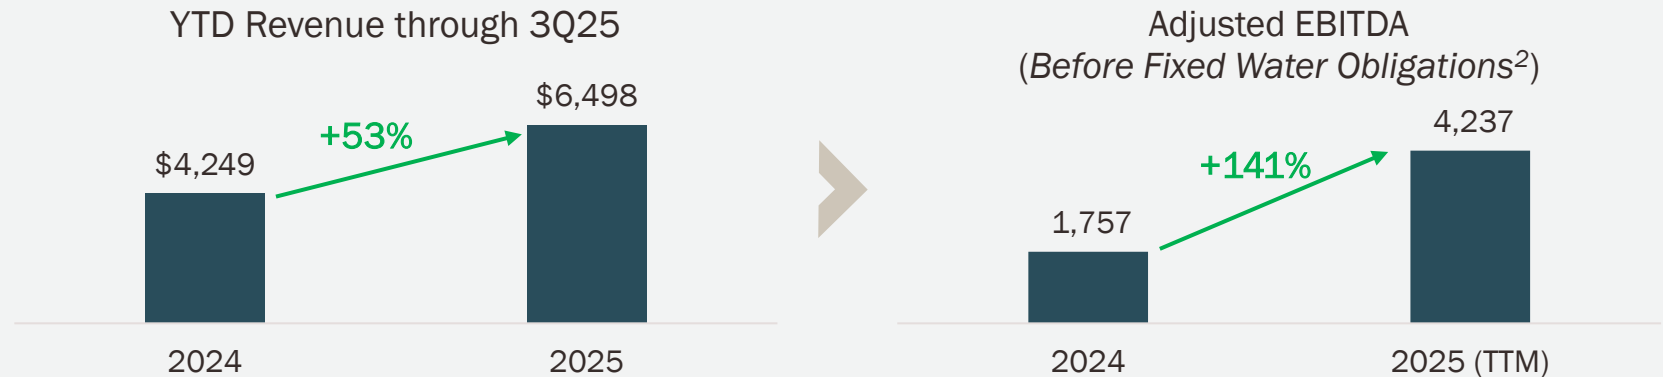 YTD Revenue through 3Q25
$4,249
+53%
$6,498
2024
2025
Adjusted EBITDA
(Before Fixed Water Obligations²)
1,757
+141%
4,237
2024
2025 (TTM)